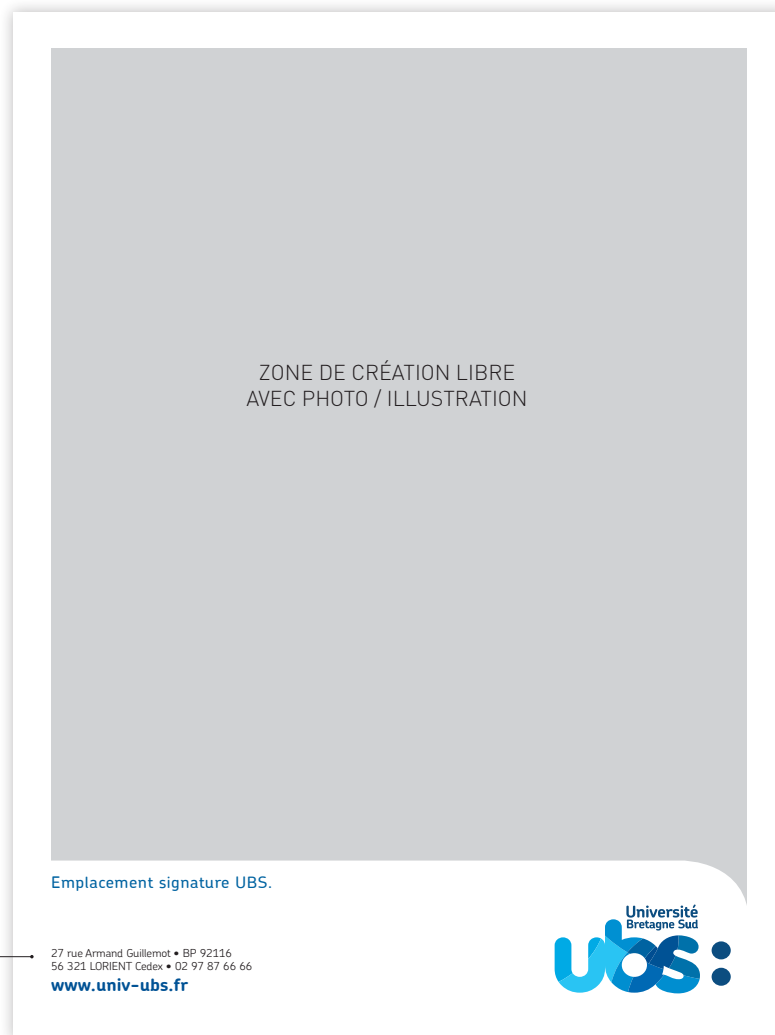 ZONE DE CRÉATION LIBRE
AVEC PHOTO / ILLUSTRATION
Emplacement signature UBS.
27 rue Armand Guillemot • BP 92116
56 321 LORIENT Cedex • 02 97 87 66 66
www.univ-ubs.fr
Université
Bretagne Sud
ubs: